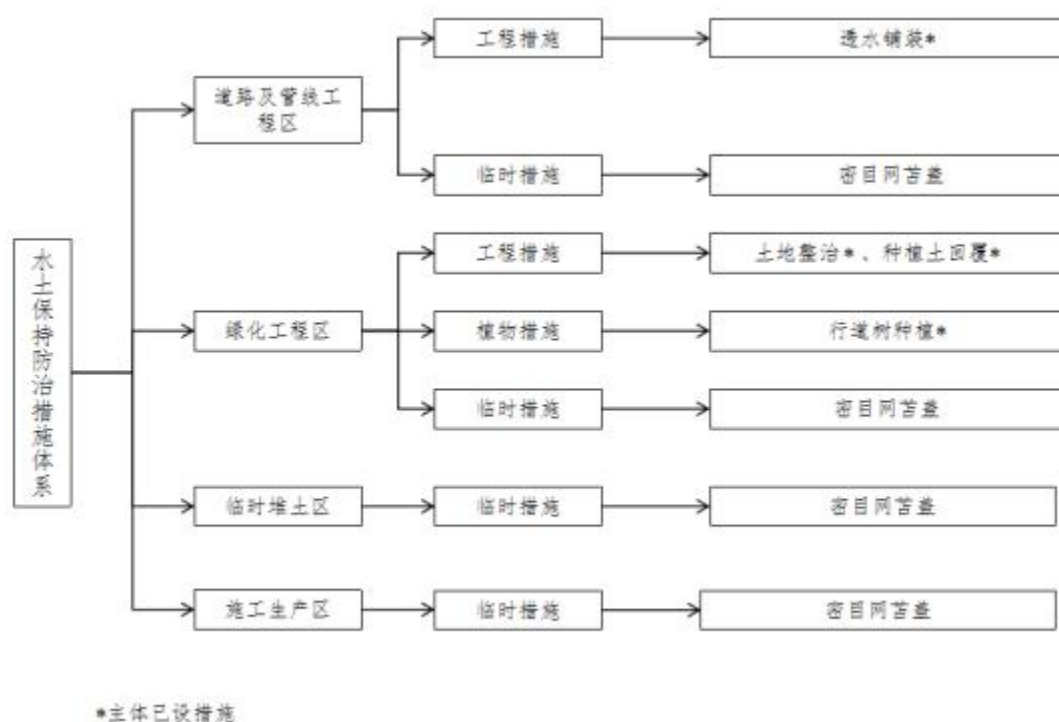 工程措施
透水铺装*
道路及管线工
程区
临时措施
密目网苫盖
水土保持防治措施体系
工程措施
土地整治*、种植土回覆*
绿化工程区
植物措施
行道树种植*
临时措施
密目网苫盖
临时堆土区
临时措施
密目网苫盖
施工生产区
临时措施
密目网苫盖
*主体已设措施